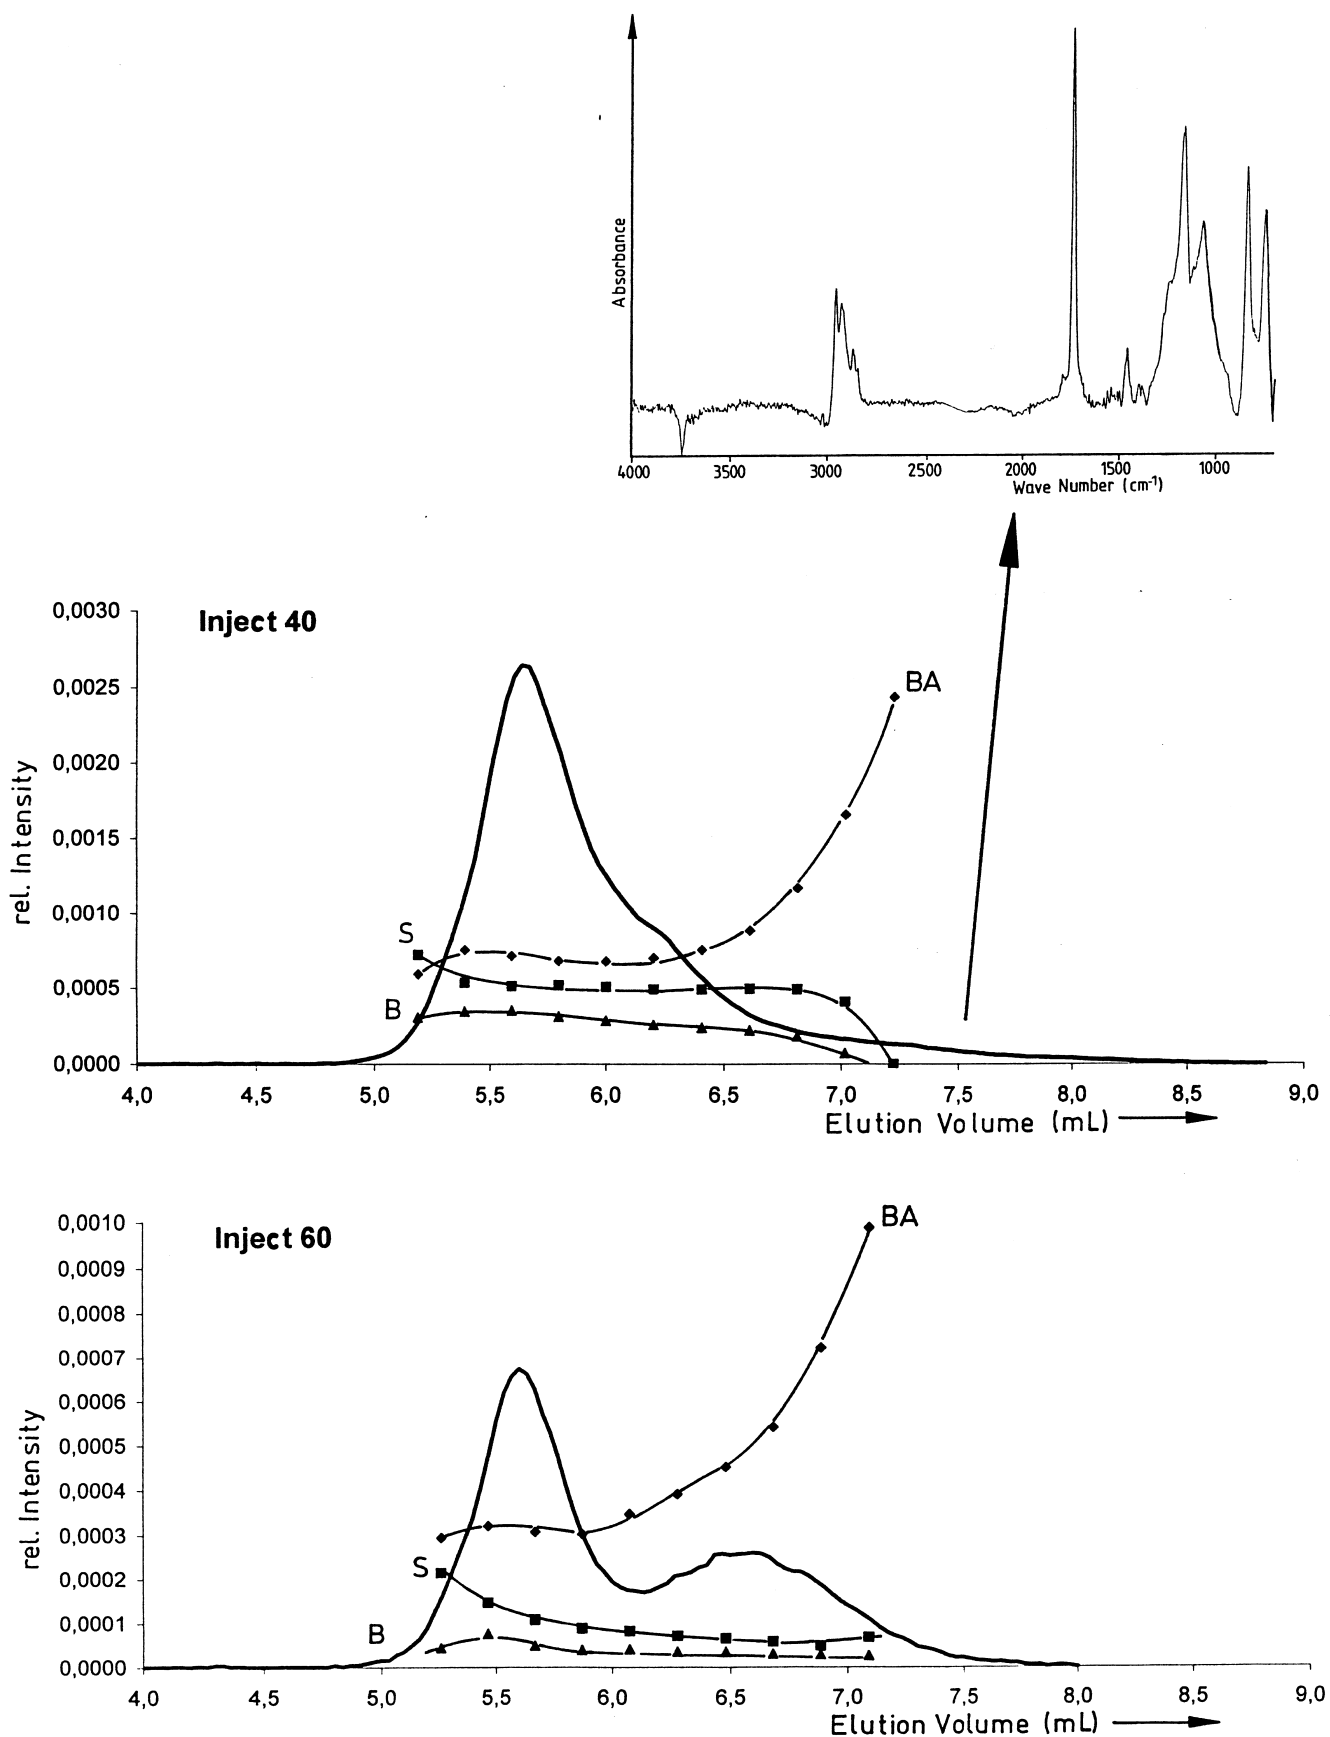 Absorbance
4000 3500 3000 2500 2000 1500 1000
Wave Number (cm⁻¹)
Inject 40
0,0030
0,0025
0,0020
0,0015
0,0010
0,0005
0,0000
rel. Intensity
BA
S
B
4,0 4,5 5,0 5,5 6,0 6,5 7,0 7,5 8,0 8,5 9,0
Elution Volume (mL)
Inject 60
0,0010
0,0009
0,0008
0,0007
0,0006
0,0005
0,0004
0,0003
0,0002
0,0001
0,0000
rel. Intensity
BA
S
B
4,0 4,5 5,0 5,5 6,0 6,5 7,0 7,5 8,0 8,5 9,0
Elution Volume (mL)